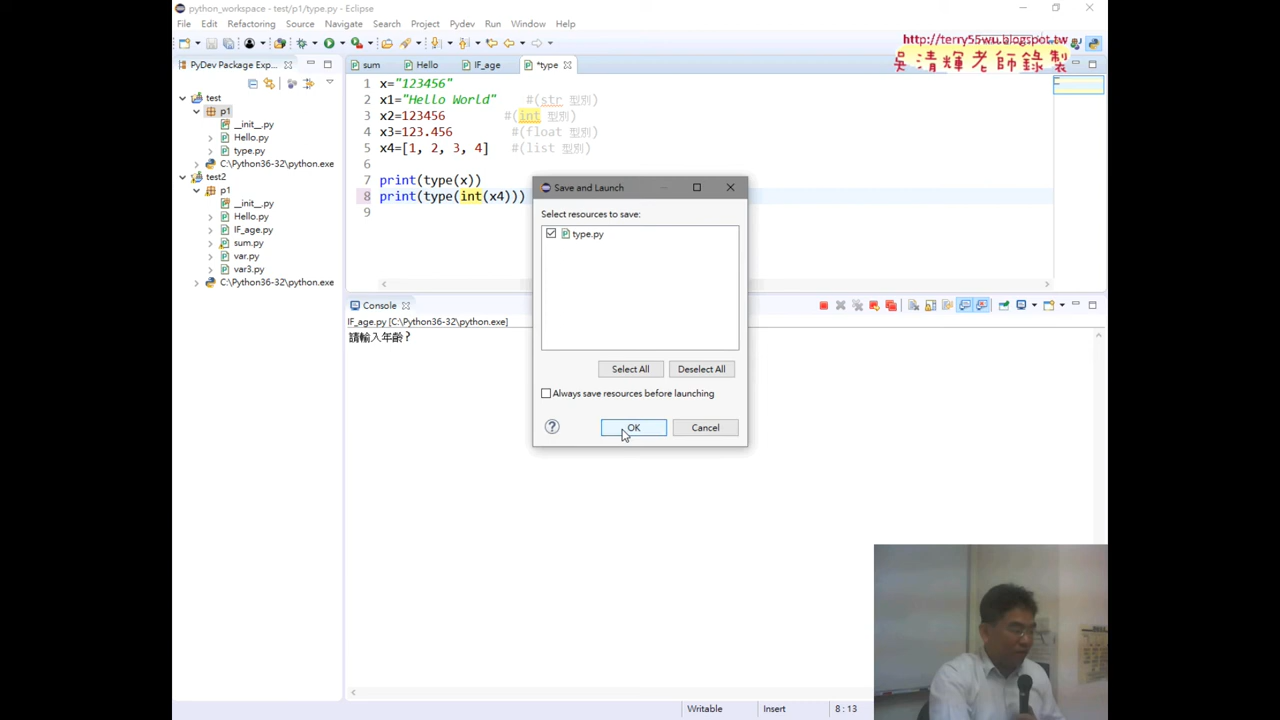 python_workspace - test/p1/type.py - Eclipse
File Edit Refactoring Source Navigate Search Project Pydev Run Window Help
http://terry55wu.blogspot.tw
吳清輝老師錄製
PyDev Package Exp...
sum Hello IF_age *type
test
p1
__init__.py
Hello.py
type.py
C:\Python36-32\python.exe
test2
p1
__init__.py
Hello.py
IF_age.py
sum.py
var.py
var3.py
C:\Python36-32\python.exe
1 x="123456"
2 x1="Hello World" #(str 型別)
3 x2=123456 #(int 型別)
4 x3=123.456 #(float 型別)
5 x4=[1, 2, 3, 4] #(list 型別)
6
7 print(type(x))
8 print(type(int(x4)))
9
Save and Launch
Select resources to save:
type.py
Select All Deselect All
Always save resources before launching
OK Cancel
Console
IF_age.py [C:\Python36-32\python.exe]
請輸入年齡?
Writable Insert 8 : 13